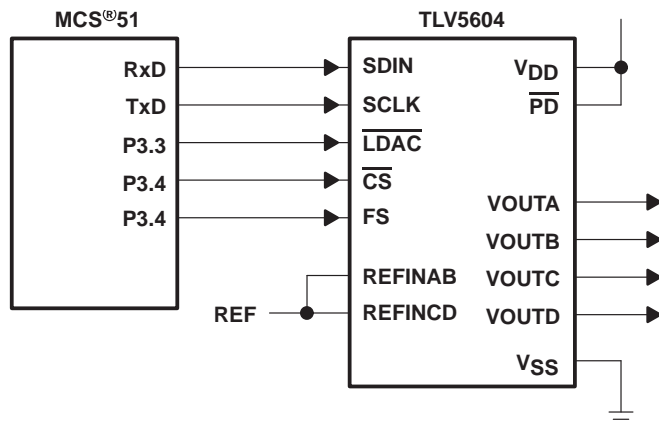 MCS®51
TLV5604
RxD
TxD
P3.3
P3.4
P3.4
SDIN
SCLK
LDAC
CS
FS
REFINAB
REFINCD
REF
VDD
PD
VOUTA
VOUTB
VOUTC
VOUTD
VSS